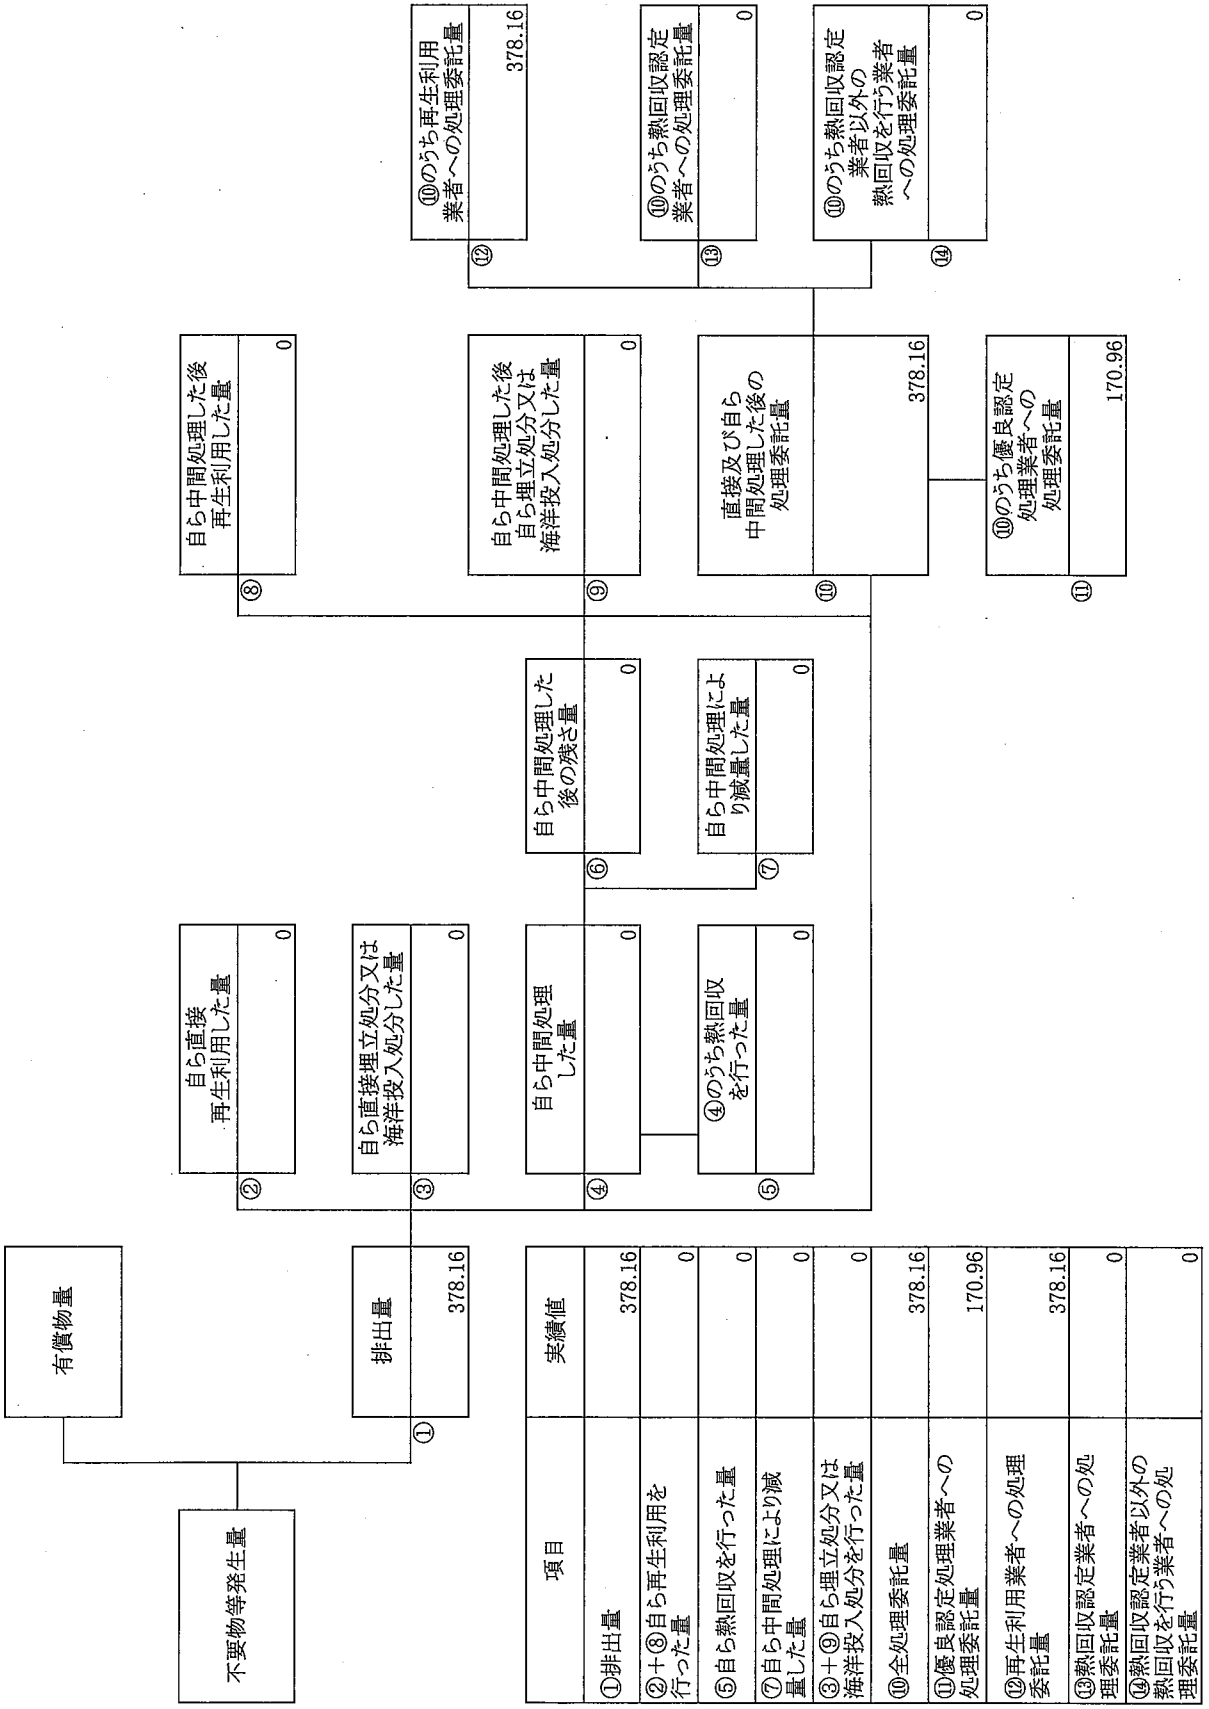 不要物等発生量
有償物量
①
排出量
378.16
②
自ら直接
再生利用した量
0
③
自ら直接埋立処分又は
海洋投入処分した量
0
④
自ら中間処理
した量
0
⑤
④のうち熱回収
を行った量
0
⑥
自ら中間処理した
後の残さ量
0
⑦
自ら中間処理によ
り減量した量
0
⑧
自ら中間処理した後
再生利用した量
0
⑨
自ら中間処理した後
自ら埋立処分又は
海洋投入処分した量
0
⑩
直接及び自ら
中間処理した後の
処理委託量
378.16
⑪
⑩のうち優良認定
処理業者への
処理委託量
170.96
⑫
⑩のうち再生利用
業者への処理委託量
378.16
⑬
⑩のうち熱回収認定
業者への処理委託量
0
⑭
⑩のうち熱回収認定
業者以外の
熱回収を行う業者
への処理委託量
0
項目 実績値
①排出量 378.16
②+⑧自ら再生利用を
行った量 0
⑤自ら熱回収を行った量 0
⑦自ら中間処理により減
量した量 0
③+⑨自ら埋立処分又は
海洋投入処分を行った量 0
⑩全処理委託量 378.16
⑪優良認定処理業者への
処理委託量 170.96
⑫再生利用業者への処理
委託量 378.16
⑬熱回収認定業者への処
理委託量 0
⑭熱回収認定業者以外の
熱回収を行う業者への処
理委託量 0